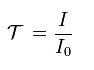 𝒯 = I / I₀